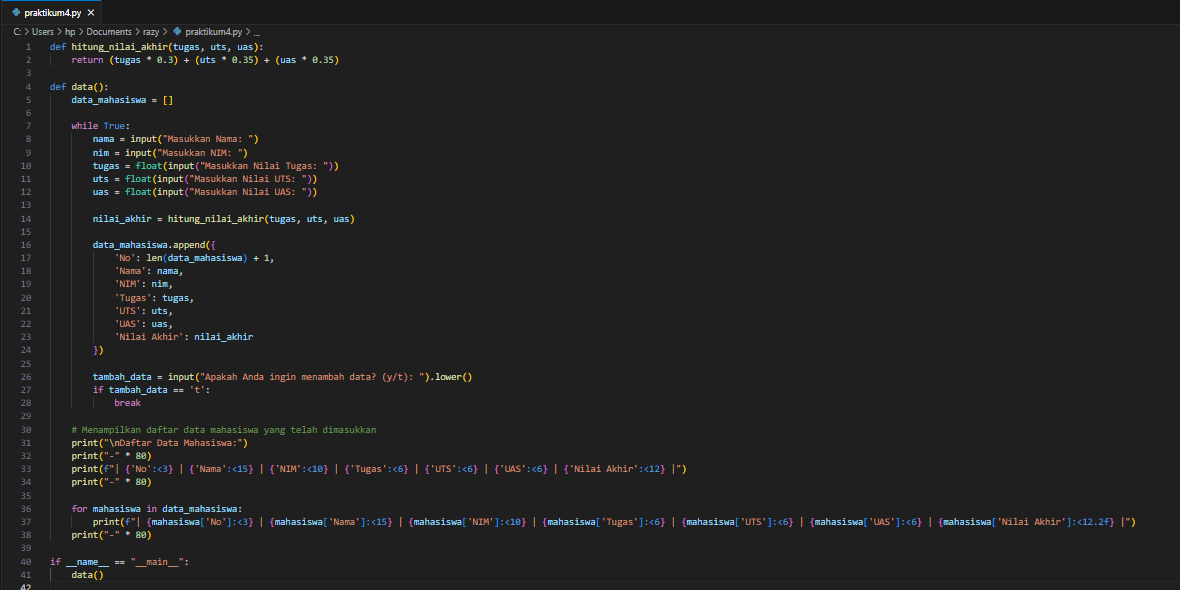 praktikum4.py ×
C: > Users > hp > Documents > razy > praktikum4.py > ...
1 def hitung_nilai_akhir(tugas, uts, uas):
2     return (tugas * 0.3) + (uts * 0.35) + (uas * 0.35)
3
4 def data():
5     data_mahasiswa = []
6
7     while True:
8         nama = input("Masukkan Nama: ")
9         nim = input("Masukkan NIM: ")
10         tugas = float(input("Masukkan Nilai Tugas: "))
11         uts = float(input("Masukkan Nilai UTS: "))
12         uas = float(input("Masukkan Nilai UAS: "))
13
14         nilai_akhir = hitung_nilai_akhir(tugas, uts, uas)
15
16         data_mahasiswa.append({
17             'No': len(data_mahasiswa) + 1,
18             'Nama': nama,
19             'NIM': nim,
20             'Tugas': tugas,
21             'UTS': uts,
22             'UAS': uas,
23             'Nilai Akhir': nilai_akhir
24         })
25
26         tambah_data = input("Apakah Anda ingin menambah data? (y/t): ").lower()
27         if tambah_data == 't':
28             break
29
30     # Menampilkan daftar data mahasiswa yang telah dimasukkan
31     print("\nDaftar Data Mahasiswa:")
32     print("-" * 80)
33     print(f"| {'No':<3} | {'Nama':<15} | {'NIM':<10} | {'Tugas':<6} | {'UTS':<6} | {'UAS':<6} | {'Nilai Akhir':<12} |")
34     print("-" * 80)
35
36     for mahasiswa in data_mahasiswa:
37         print(f"| {mahasiswa['No']:<3} | {mahasiswa['Nama']:<15} | {mahasiswa['NIM']:<10} | {mahasiswa['Tugas']:<6} | {mahasiswa['UTS']:<6} | {mahasiswa['UAS']:<6} | {mahasiswa['Nilai Akhir']:<12.2f} |")
38     print("-" * 80)
39
40 if __name__ == "__main__":
41     data()
42